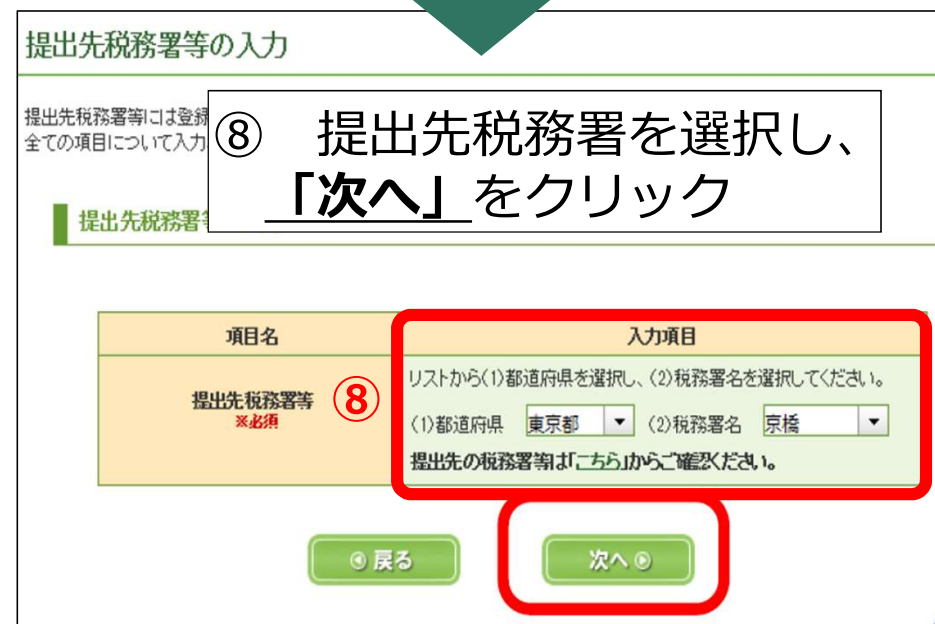 提出先税務署等の入力
提出先税務署等には登録
全ての項目について入力
⑧ 提出先税務署を選択し、
「次へ」をクリック
提出先税務署等
項目名
入力項目
提出先税務署等
※必須
⑧
リストから(1)都道府県を選択し、(2)税務署名を選択してください。
(1)都道府県 東京都 (2)税務署名 京橋
提出先の税務署等は「こちら」からご確認ください。
戻る
次へ